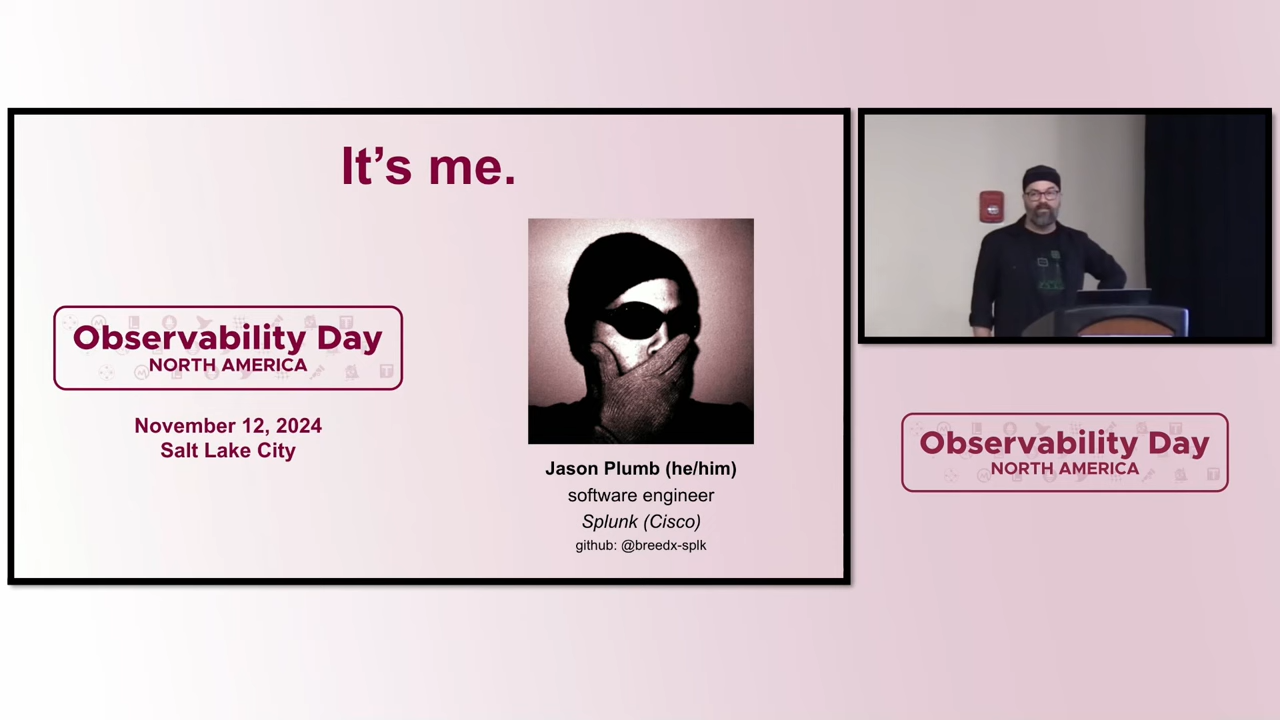 It's me.
Observability Day
NORTH AMERICA
November 12, 2024
Salt Lake City
Jason Plumb (he/him)
software engineer
Splunk (Cisco)
github: @breedx-splk
Observability Day
NORTH AMERICA